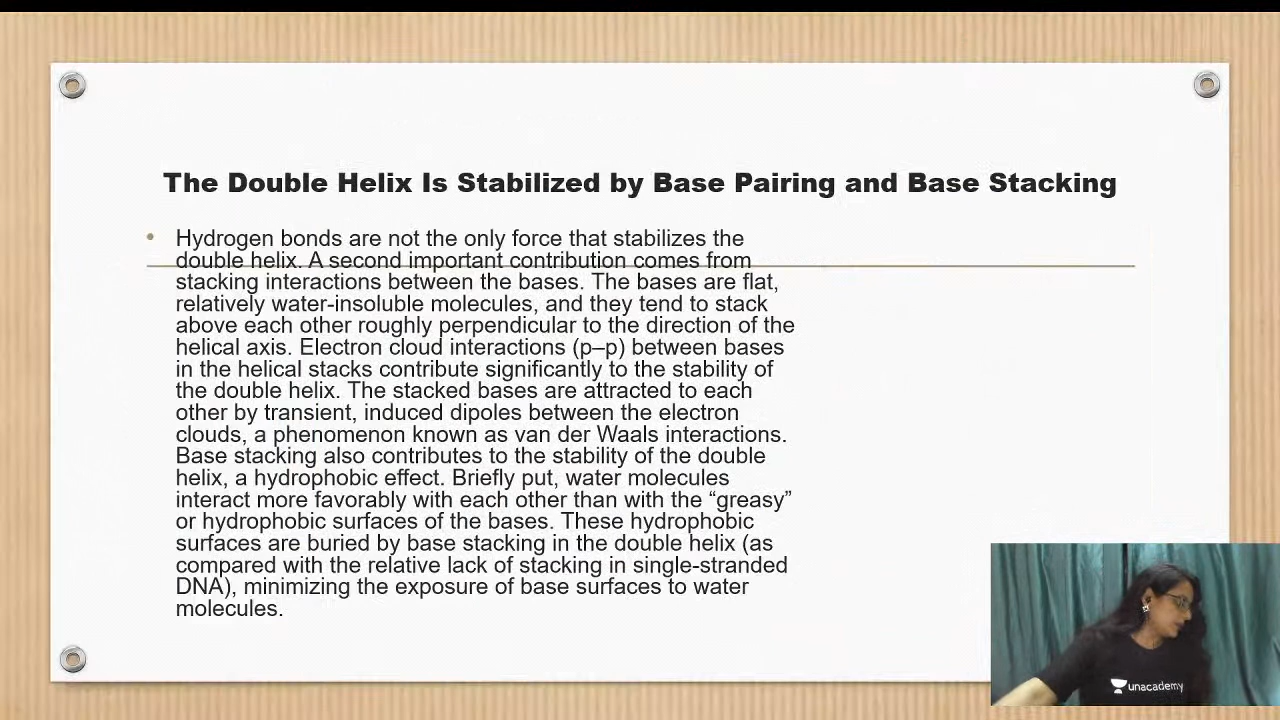 The Double Helix Is Stabilized by Base Pairing and Base Stacking
• Hydrogen bonds are not the only force that stabilizes the
double helix. A second important contribution comes from
stacking interactions between the bases. The bases are flat,
relatively water-insoluble molecules, and they tend to stack
above each other roughly perpendicular to the direction of the
helical axis. Electron cloud interactions (p–p) between bases
in the helical stacks contribute significantly to the stability of
the double helix. The stacked bases are attracted to each
other by transient, induced dipoles between the electron
clouds, a phenomenon known as van der Waals interactions.
Base stacking also contributes to the stability of the double
helix, a hydrophobic effect. Briefly put, water molecules
interact more favorably with each other than with the “greasy”
or hydrophobic surfaces of the bases. These hydrophobic
surfaces are buried by base stacking in the double helix (as
compared with the relative lack of stacking in single-stranded
DNA), minimizing the exposure of base surfaces to water
molecules.
unacademy